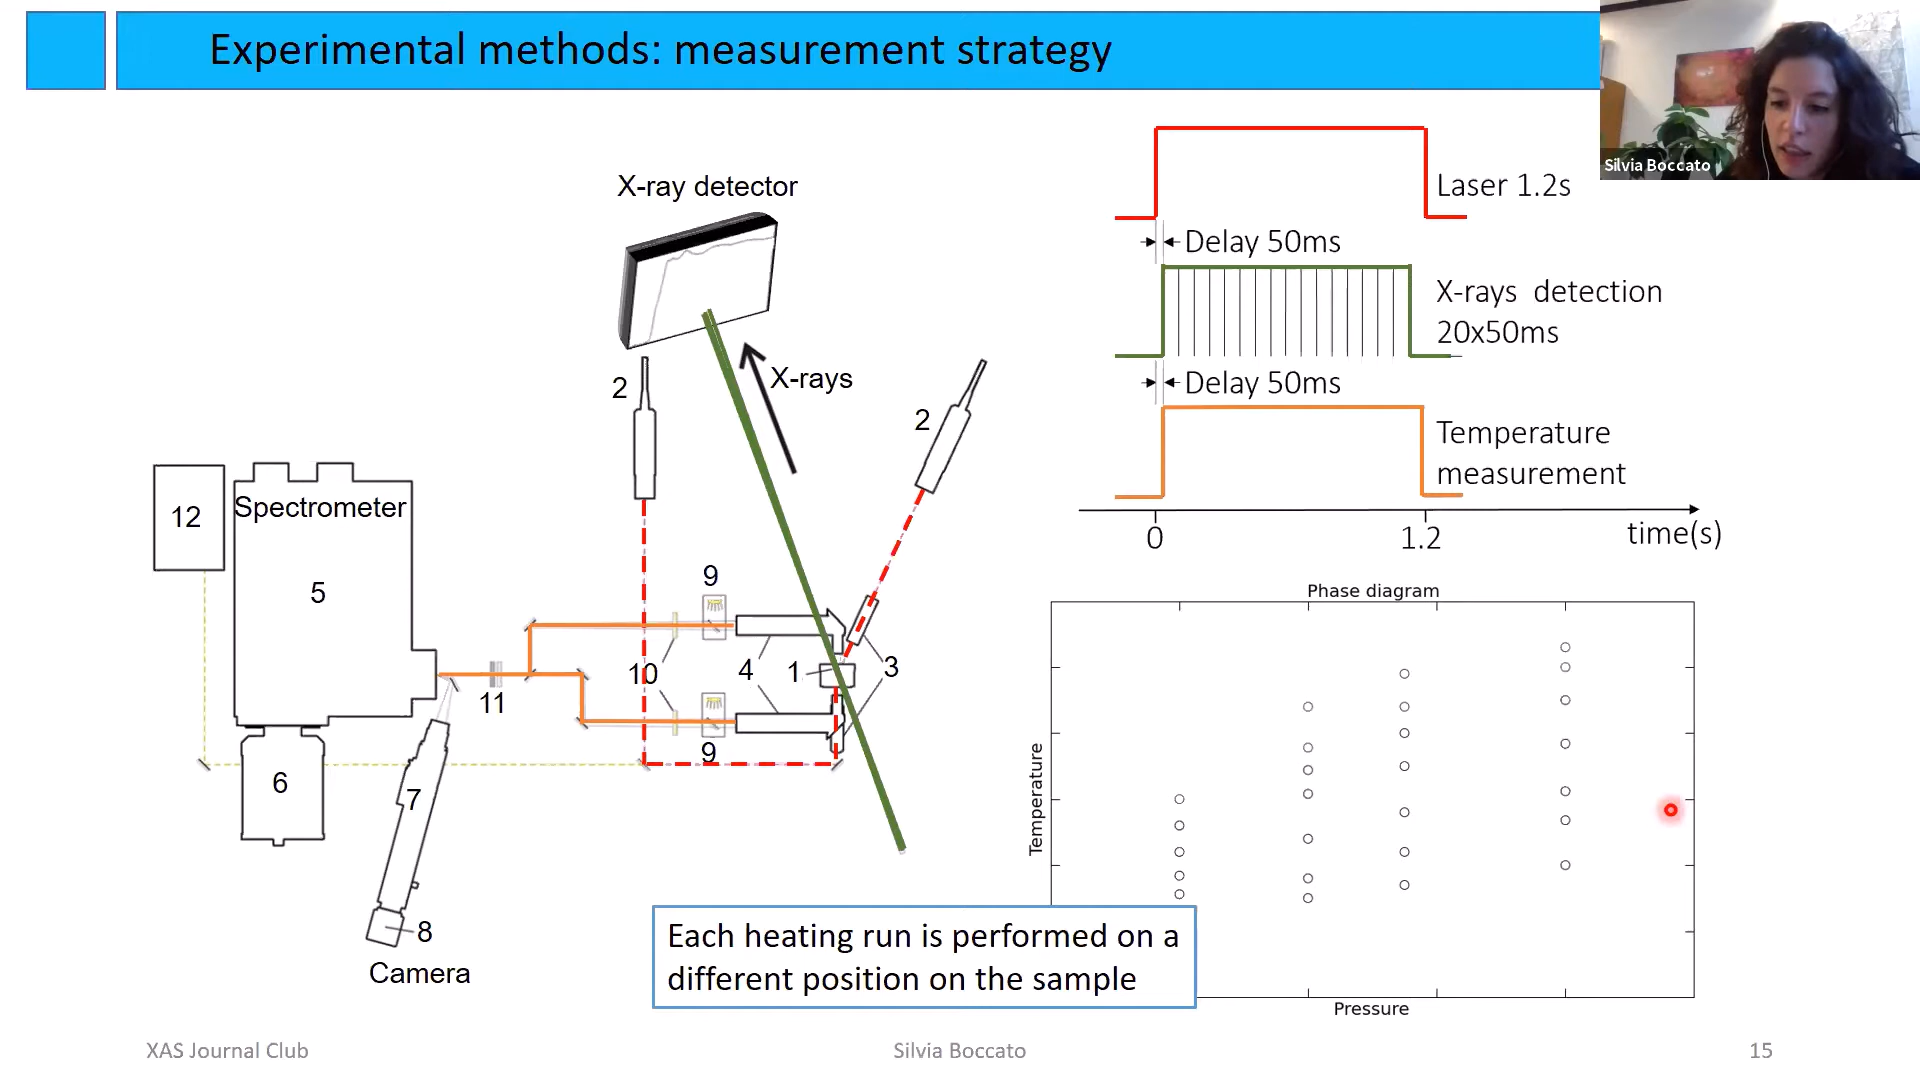 Experimental methods: measurement strategy
Silvia Boccato
X-ray detector
X-rays
2
2
12
Spectrometer
5
9
10
4
1
3
11
9
6
7
8
Camera
Laser 1.2s
Delay 50ms
X-rays detection
20x50ms
Delay 50ms
Temperature
measurement
0
1.2
time(s)
Phase diagram
Temperature
Pressure
Each heating run is performed on a
different position on the sample
XAS Journal Club
Silvia Boccato
15